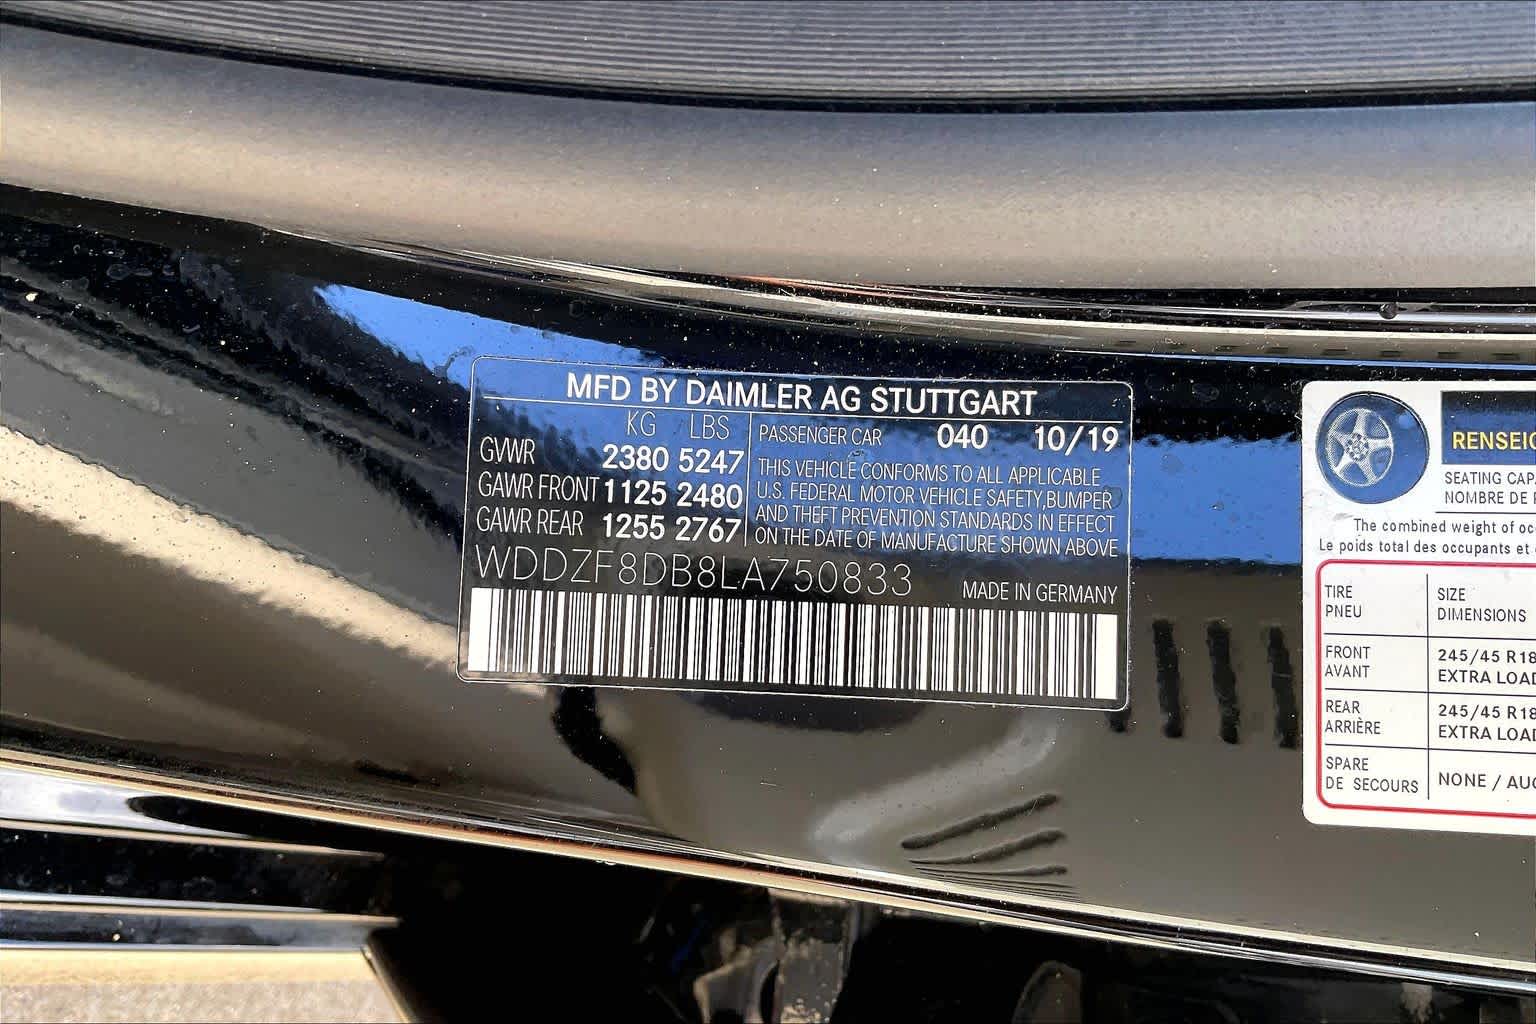 MFD BY DAIMLER AG STUTTGART
KG LBS
GVWR 2380 5247
GAWR FRONT 1125 2480
GAWR REAR 1255 2767
PASSENGER CAR 040 10/19
THIS VEHICLE CONFORMS TO ALL APPLICABLE
U.S. FEDERAL MOTOR VEHICLE SAFETY, BUMPER
AND THEFT PREVENTION STANDARDS IN EFFECT
ON THE DATE OF MANUFACTURE SHOWN ABOVE
WDDZF8DB8LA750833
MADE IN GERMANY
RENSEIG
SEATING CAPA
NOMBRE DE P
The combined weight of oc
Le poids total des occupants et
TIRE SIZE
PNEU DIMENSIONS
FRONT 245/45 R18
AVANT EXTRA LOAD
REAR 245/45 R18
ARRIÈRE EXTRA LOAD
SPARE
DE SECOURS NONE / AUC